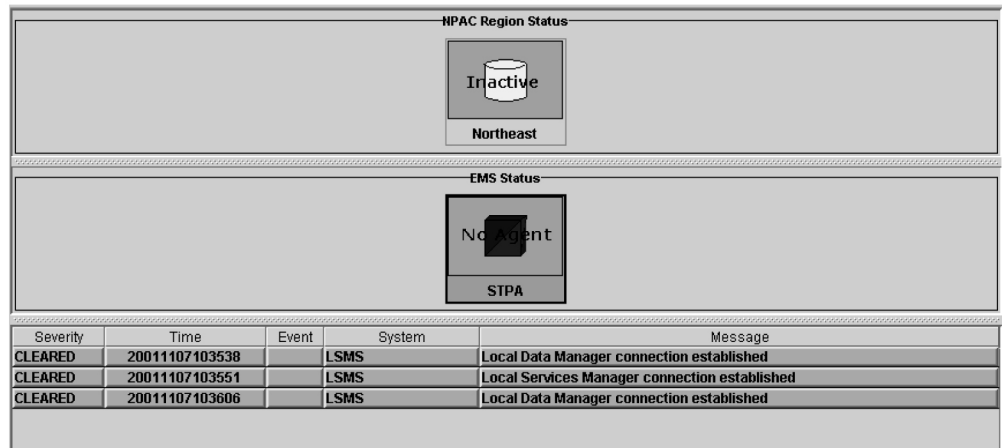 NPAC Region Status
Inactive
Northeast
EMS Status
No Agent
STPA
Severity Time Event System Message
CLEARED 20011107103538 LSMS Local Data Manager connection established
CLEARED 20011107103551 LSMS Local Services Manager connection established
CLEARED 20011107103606 LSMS Local Data Manager connection established